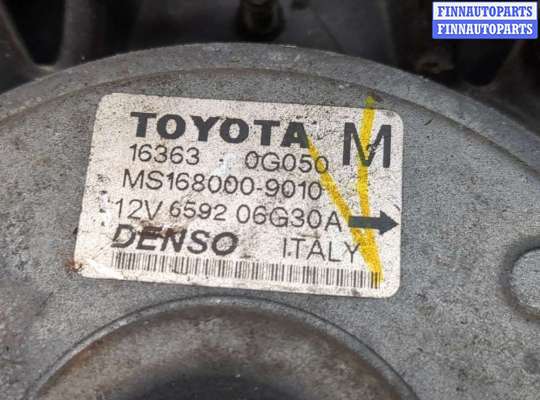 FINNAUTOPARTS
FINNAUTOPARTS
TOYOTA M
16363 - 0G050
MS168000-9010
12V 6592 06G30A
DENSO ITALY